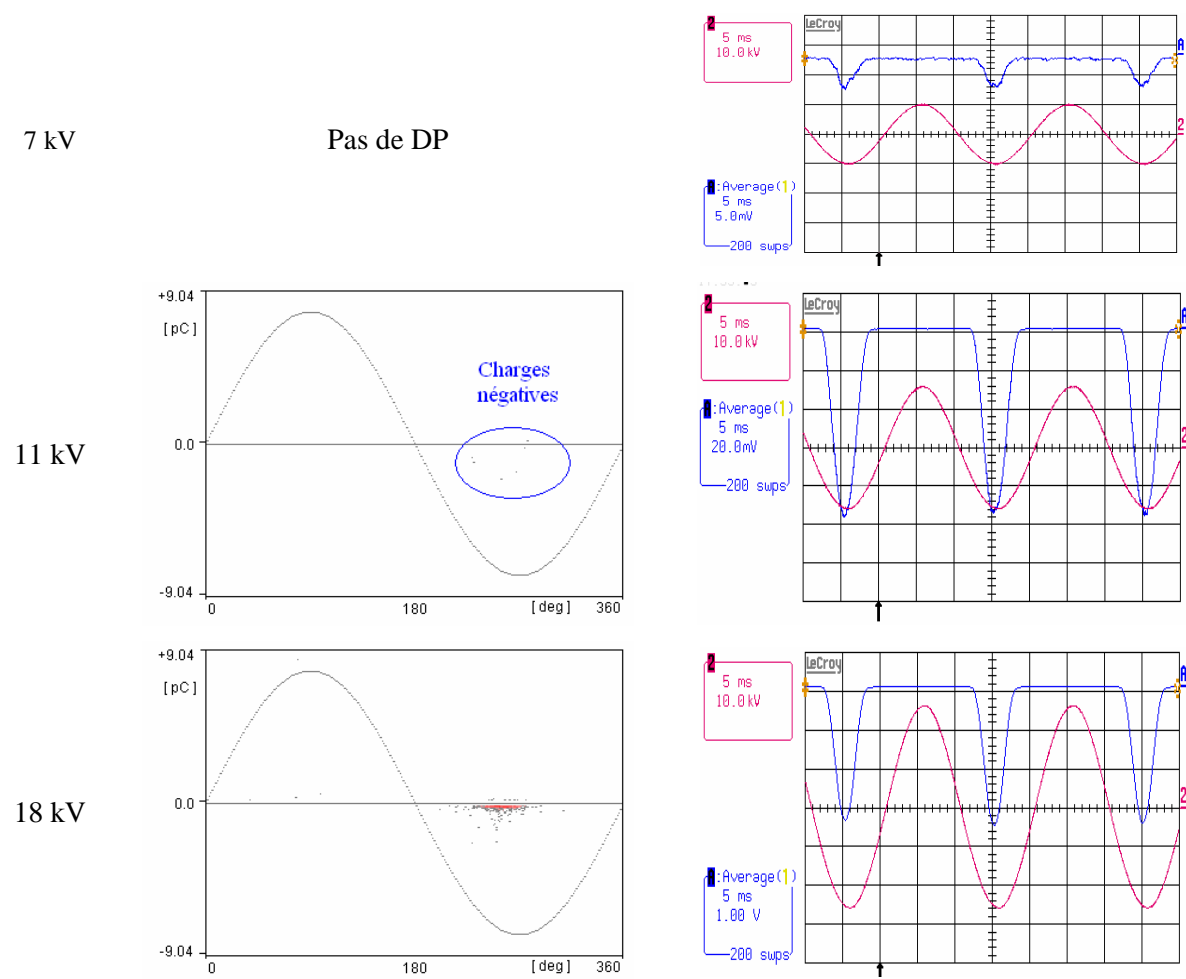 7 kV
Pas de DP
2
5 ms
10.0 kV
LeCroy
A
2
A:Average(1)
5 ms
5.0mV
200 swps
11 kV
+9.04
[pC]
0.0
-9.04
0
180
[deg]
360
Charges
négatives
2
5 ms
10.0 kV
LeCroy
A
2
A:Average(1)
5 ms
20.0mV
200 swps
18 kV
+9.04
[pC]
0.0
-9.04
0
180
[deg]
360
2
5 ms
10.0 kV
LeCroy
A
2
A:Average(1)
5 ms
1.00 V
200 swps